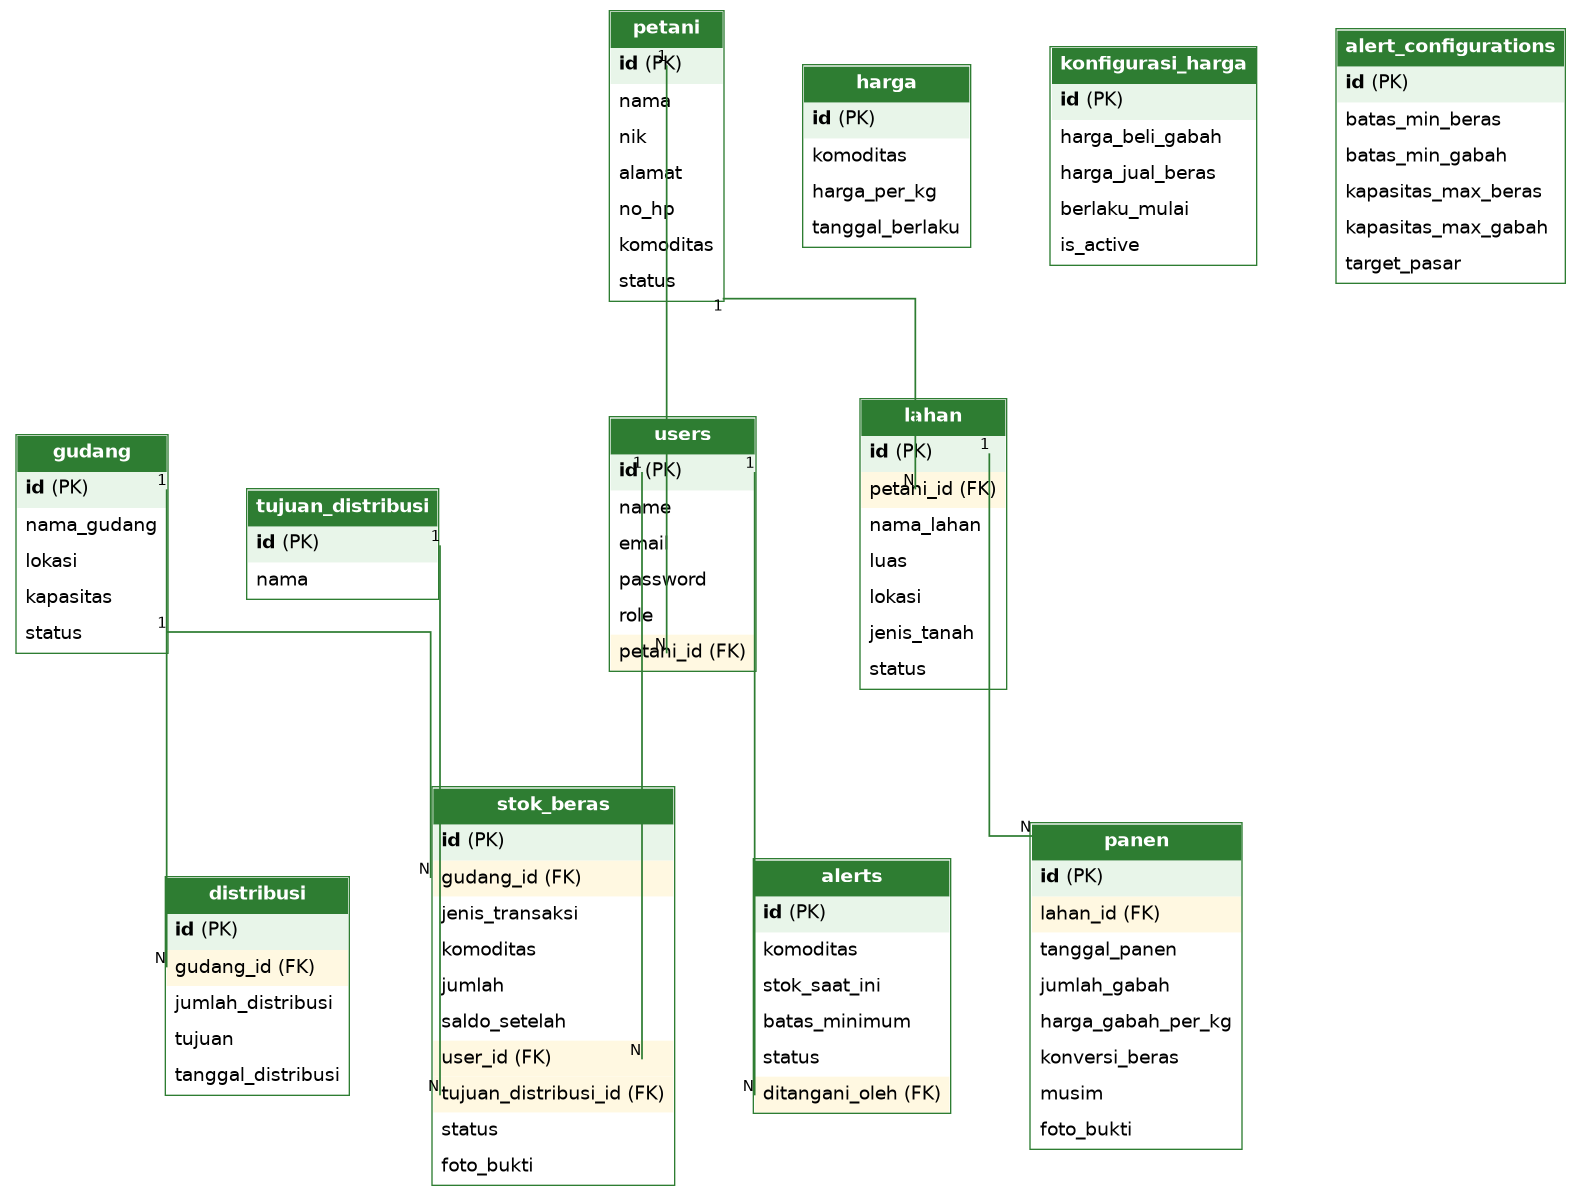 petani
id (PK)
nama
nik
alamat
no_hp
komoditas
status
1
1
harga
id (PK)
komoditas
harga_per_kg
tanggal_berlaku
konfigurasi_harga
id (PK)
harga_beli_gabah
harga_jual_beras
berlaku_mulai
is_active
alert_configurations
id (PK)
batas_min_beras
batas_min_gabah
kapasitas_max_beras
kapasitas_max_gabah
target_pasar
gudang
id (PK)
nama_gudang
lokasi
kapasitas
status
1
1
tujuan_distribusi
id (PK)
nama
1
users
id (PK)
name
email
password
role
petani_id (FK)
1
1
N
lahan
id (PK)
petani_id (FK)
nama_lahan
luas
lokasi
jenis_tanah
status
1
N
distribusi
id (PK)
gudang_id (FK)
jumlah_distribusi
tujuan
tanggal_distribusi
N
stok_beras
id (PK)
gudang_id (FK)
jenis_transaksi
komoditas
jumlah
saldo_setelah
user_id (FK)
tujuan_distribusi_id (FK)
status
foto_bukti
N
N
N
alerts
id (PK)
komoditas
stok_saat_ini
batas_minimum
status
ditangani_oleh (FK)
N
panen
id (PK)
lahan_id (FK)
tanggal_panen
jumlah_gabah
harga_gabah_per_kg
konversi_beras
musim
foto_bukti
N